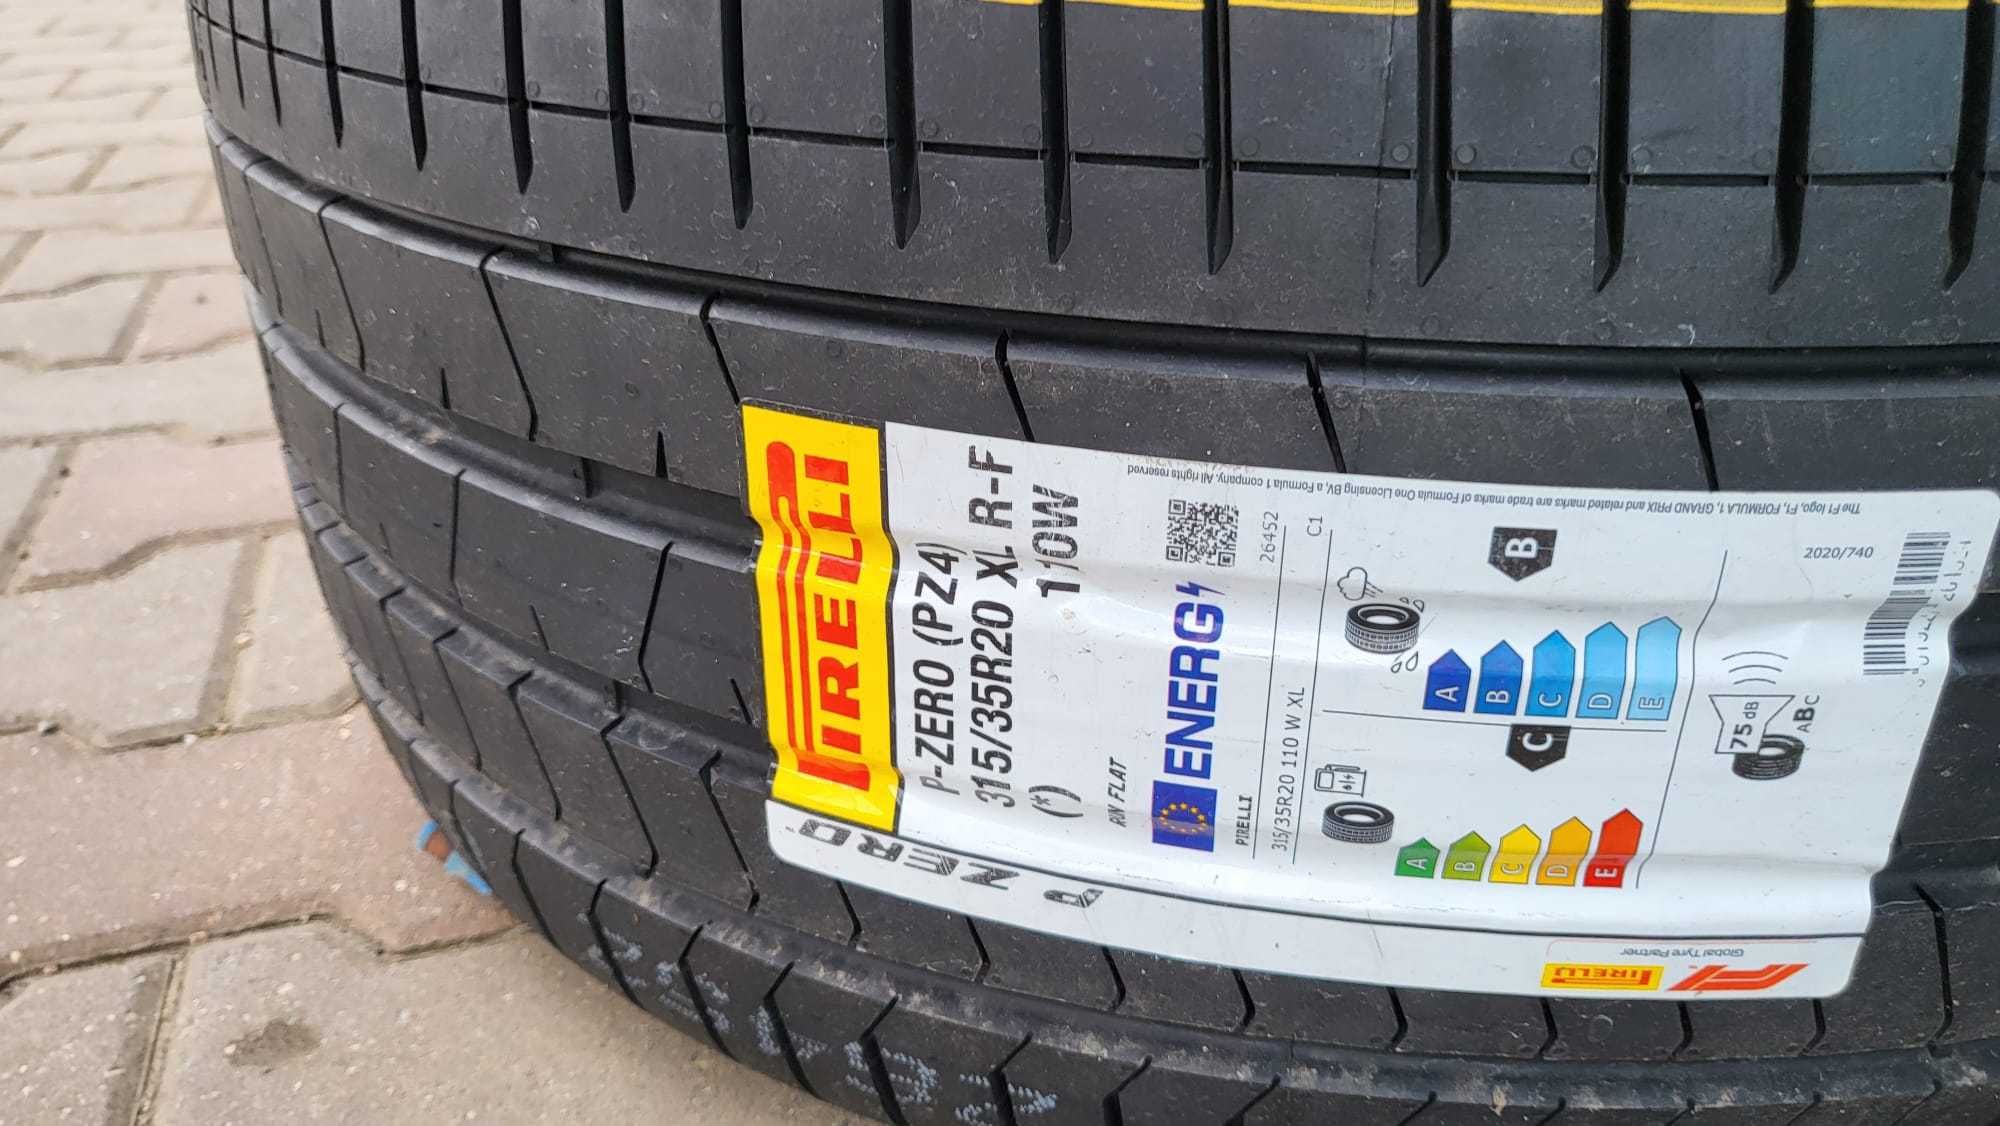 PIRELLI
P-ZERO (PZ4)
315/35R20 XL R-F
(*) 110W
RUN FLAT
ENERG
26452
PIRELLI
315/35R20 110 W XL
C1
A
B
C
D
E
C
A
B
C
D
E
B
75 dB
ABC
2020/740
The F1 logo, F1, FORMULA 1, GRAND PRIX and related marks are trade marks of Formula One Licensing BV, a Formula 1 company. All rights reserved
P ZERO™
Global Tyre Partner
F1
PIRELLI